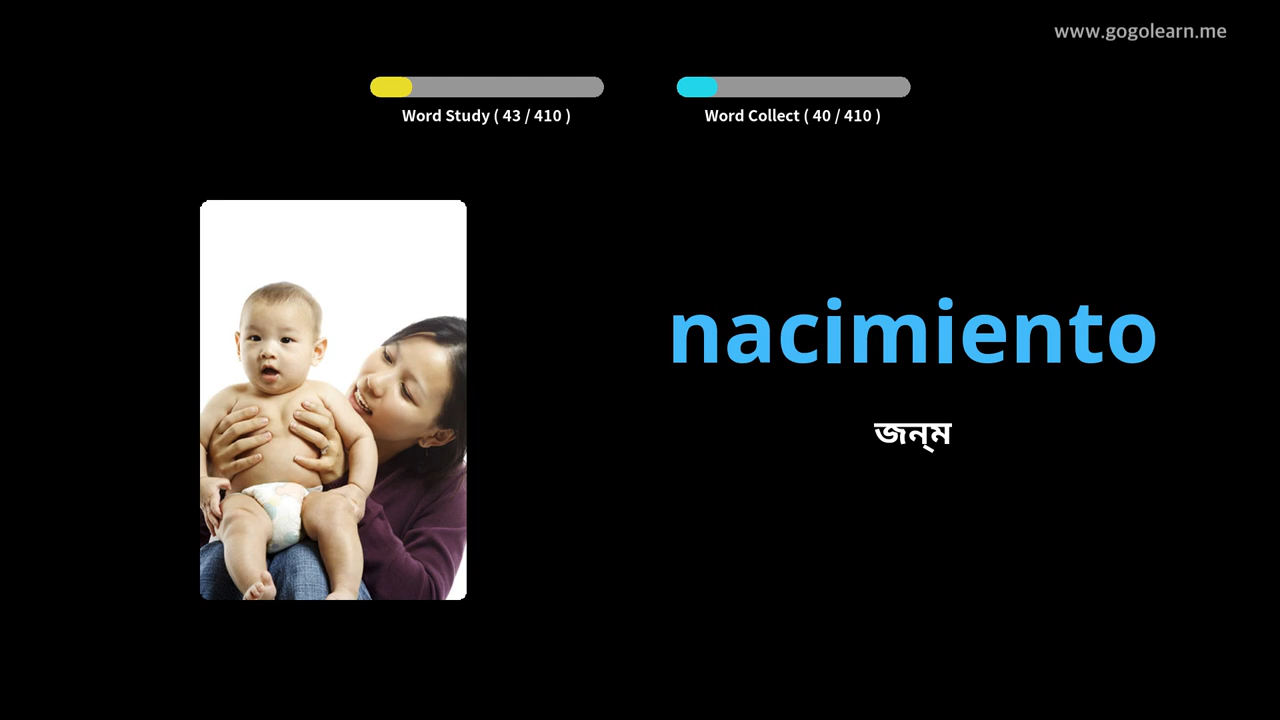 www.gogolearn.me
Word Study ( 43 / 410 )
Word Collect ( 40 / 410 )
nacimiento
জন্ম